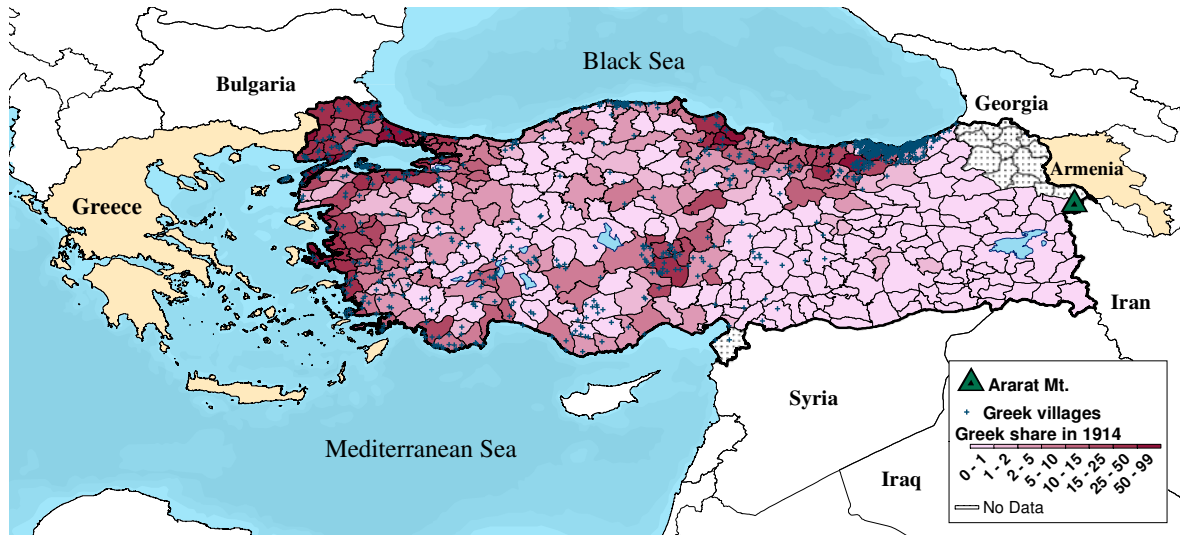 Black Sea
Bulgaria
Georgia
Armenia
Greece
Iran
Syria
Mediterranean Sea
Iraq
Ararat Mt.
Greek villages
Greek share in 1914
0 - 1
1 - 2
2 - 5
5 - 10
10 - 15
15 - 25
25 - 50
50 - 99
No Data